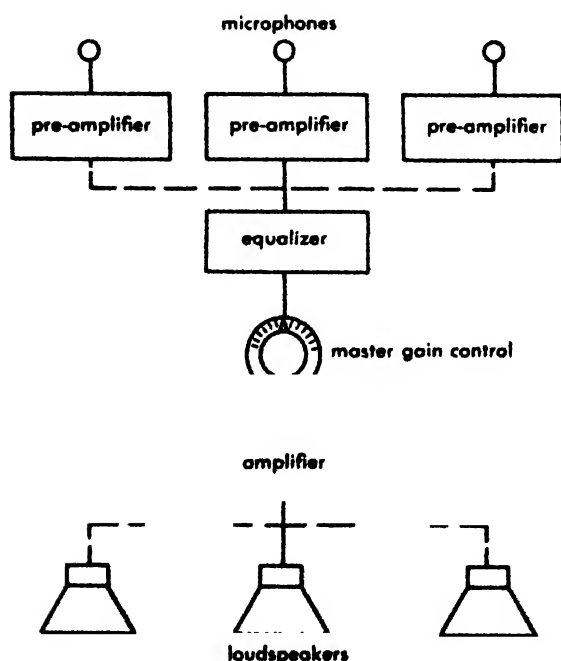 microphones
pre-amplifier pre-amplifier pre-amplifier
equalizer
master gain control
amplifier
loudspeakers